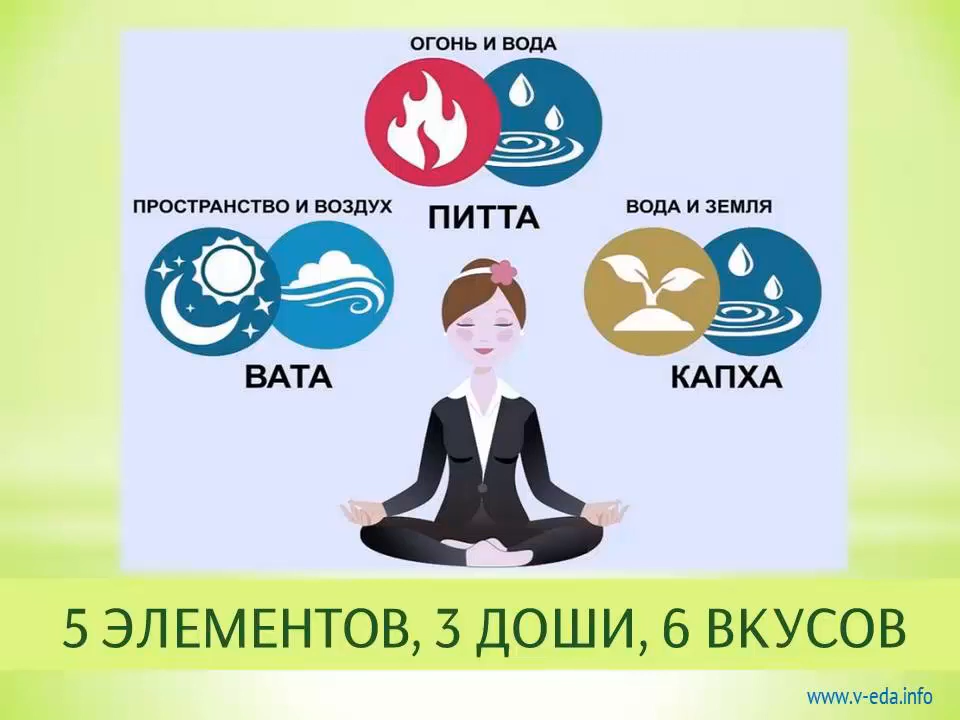 ОГОНЬ И ВОДА
ПИТТА
ПРОСТРАНСТВО И ВОЗДУХ
ВАТА
ВОДА И ЗЕМЛЯ
КАПХА
5 ЭЛЕМЕНТОВ, 3 ДОШИ, 6 ВКУСОВ
www.v-eda.info